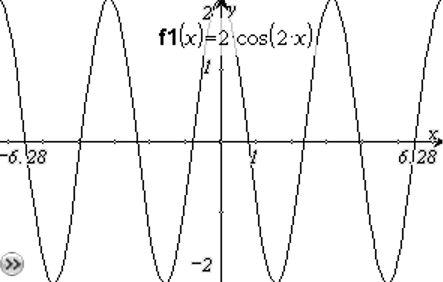 2 y
f1(x)=2·cos(2·x)
1
x
-6.28 1 6.28
-2